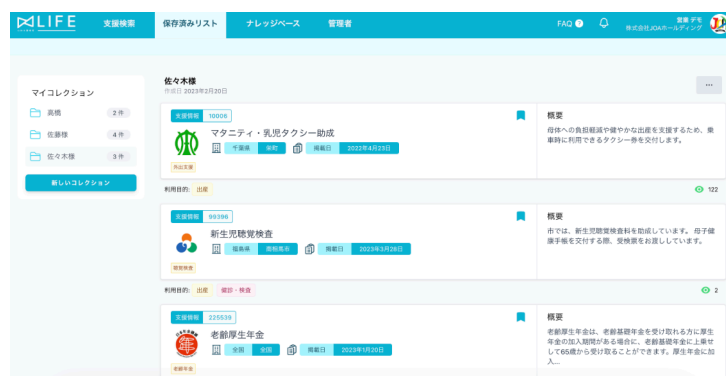 LIFE
支援検索
保存済みリスト
ナレッジベース
管理者
FAQ
営業 デモ
株式会社JOAホールディング
マイコレクション
高橋
2 件
佐藤様
4 件
佐々木様
3 件
新しいコレクション
佐々木様
作成日 2023年2月20日
...
支援情報 10006
マタニティ・乳児タクシー助成
千葉県 栄町 掲載日 2022年4月23日
外出支援
概要
母体への負担軽減や健やかな出産を支援するため、乗
車時に利用できるタクシー券を交付します。
利用目的: 出産
122
支援情報 99396
新生児聴覚検査
福島県 南相馬市 掲載日 2023年3月26日
聴覚検査
概要
市では、新生児聴覚検査料を助成しています。 母子健
康手帳を交付する際、受検票をお渡ししています。
利用目的: 出産 健診・検査
2
支援情報 225539
老齢厚生年金
全国 全国 掲載日 2023年1月20日
老齢年金
概要
老齢厚生年金は、老齢基礎年金を受け取れる方に厚生
年金の加入期間がある場合に、老齢基礎年金に上乗せ
して65歳から受け取ることができます。厚生年金に加
入...